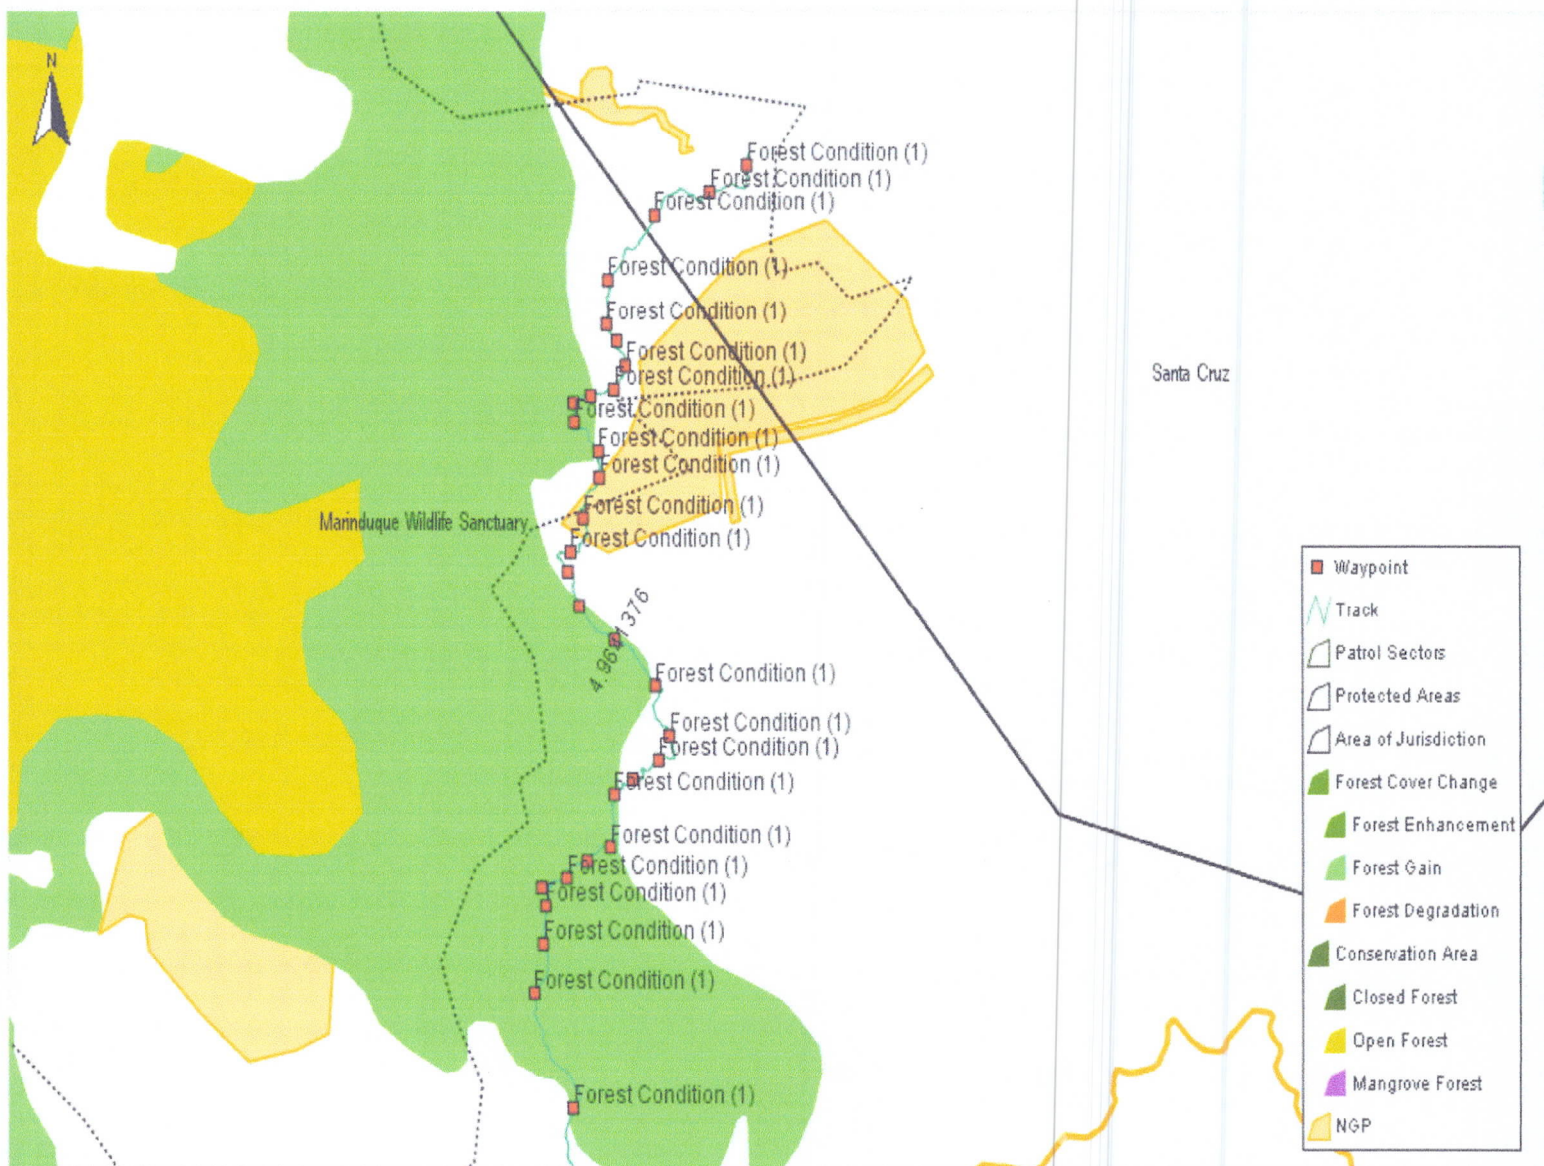 N
Forest Condition (1)
Forest Condition (1)
Forest Condition (1)
Forest Condition (1)
Forest Condition (1)
Forest Condition (1)
Forest Condition (1)
Santa Cruz
Forest Condition (1)
Forest Condition (1)
Forest Condition (1)
Forest Condition (1)
Marinduque Wildlife Sanctuary
Forest Condition (1)
Forest Condition (1)
Forest Condition (1)
Forest Condition (1)
Forest Condition (1)
Forest Condition (1)
Forest Condition (1)
Forest Condition (1)
Forest Condition (1)
Forest Condition (1)
Forest Condition (1)
Waypoint
Track
Patrol Sectors
Protected Areas
Area of Jurisdiction
Forest Cover Change
Forest Enhancement
Forest Gain
Forest Degradation
Conservation Area
Closed Forest
Open Forest
Mangrove Forest
NGP